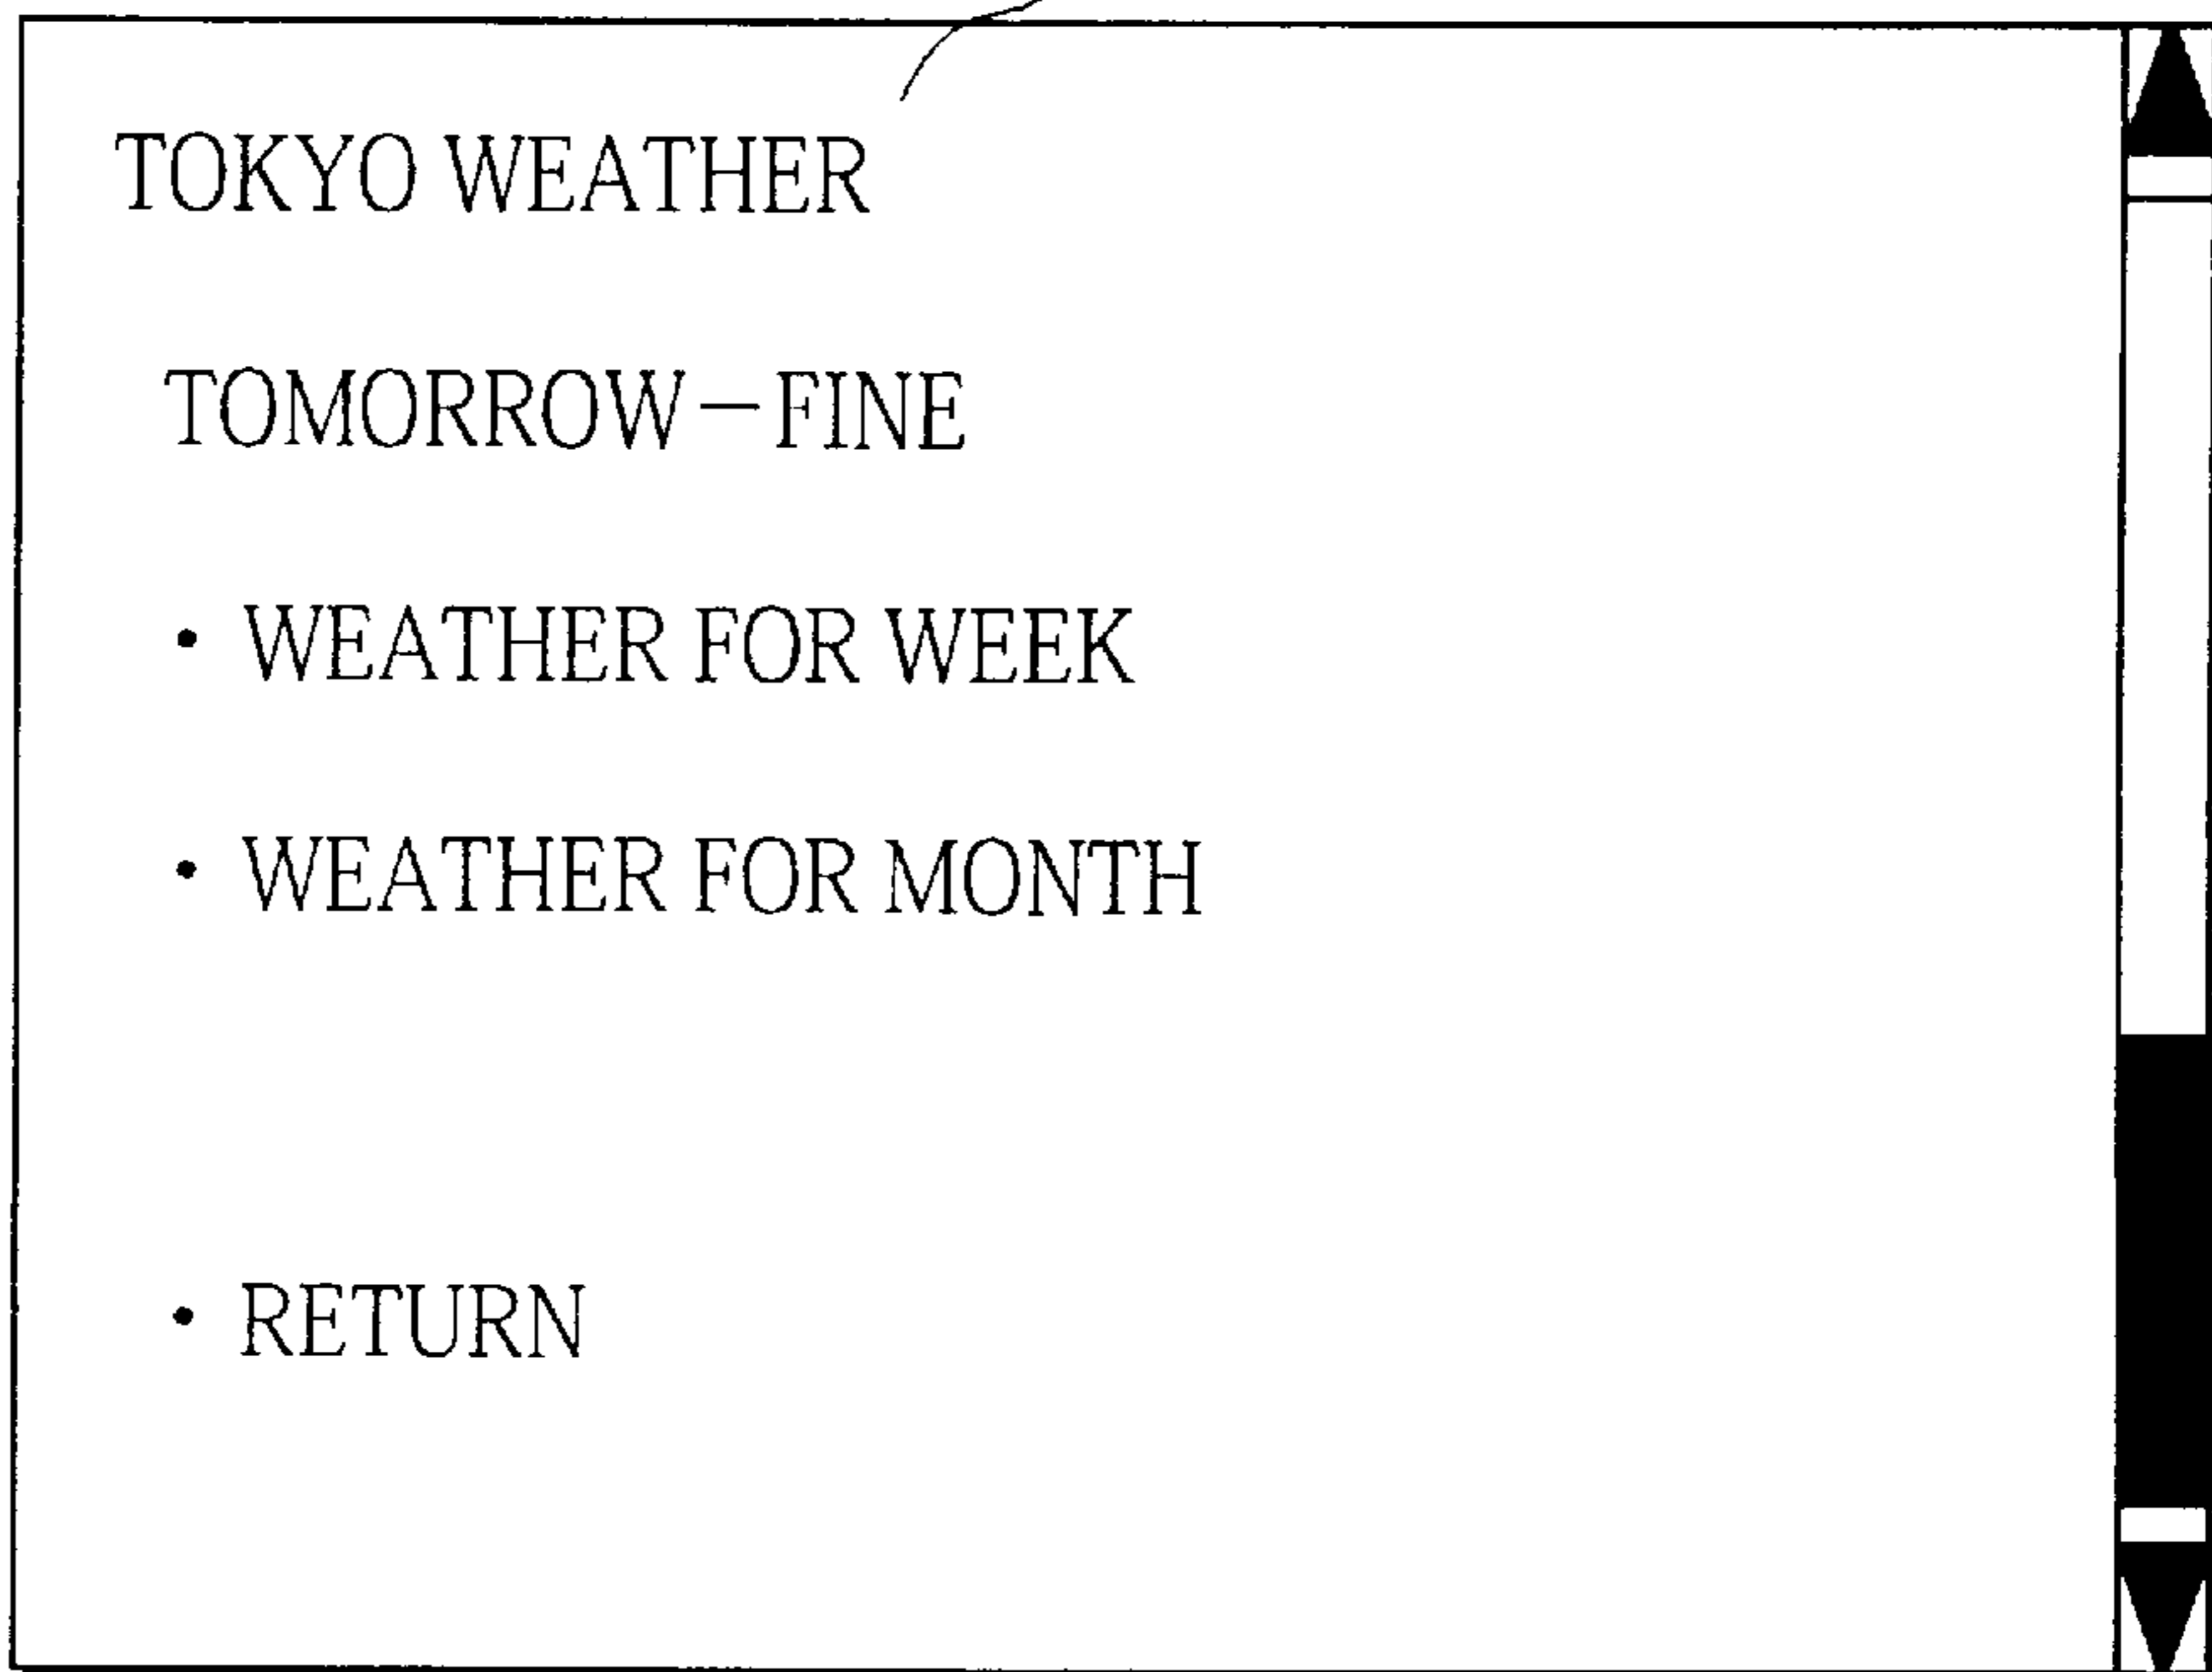 TOKYO WEATHER
TOMORROW—FINE
• WEATHER FOR WEEK
• WEATHER FOR MONTH
• RETURN